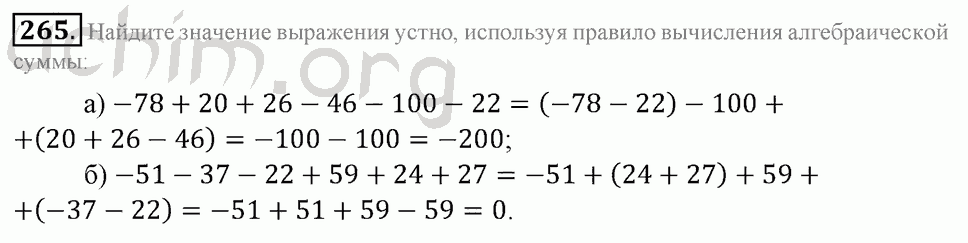 265. Найдите значение выражения устно, используя правило вычисления алгебраической
суммы:
а) −78 + 20 + 26 − 46 − 100 − 22 = (−78 − 22) − 100 +
+(20 + 26 − 46) = −100 − 100 = −200;
б) −51 − 37 − 22 + 59 + 24 + 27 = −51 + (24 + 27) + 59 +
+(−37 − 22) = −51 + 51 + 59 − 59 = 0.